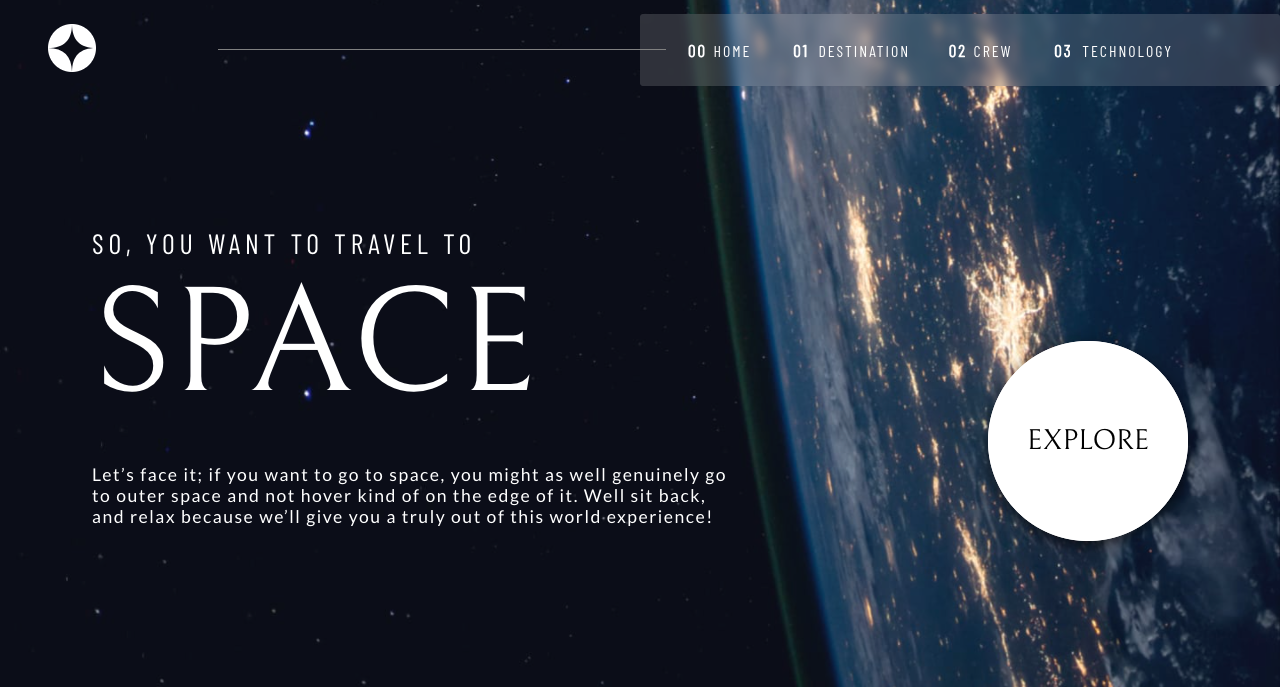 00 HOME 01 DESTINATION 02 CREW 03 TECHNOLOGY
SO, YOU WANT TO TRAVEL TO
SPACE
Let’s face it; if you want to go to space, you might as well genuinely go
to outer space and not hover kind of on the edge of it. Well sit back,
and relax because we’ll give you a truly out of this world experience!
EXPLORE